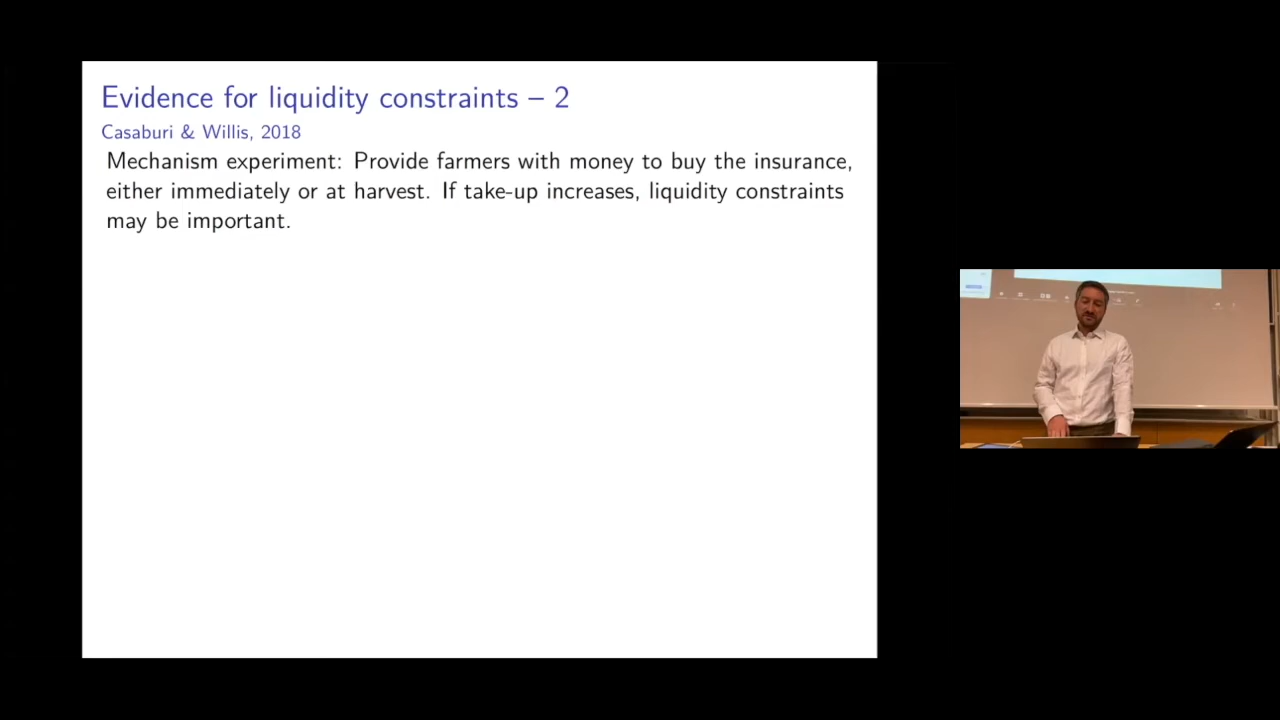 Evidence for liquidity constraints – 2
Casaburi & Willis, 2018
Mechanism experiment: Provide farmers with money to buy the insurance,
either immediately or at harvest. If take-up increases, liquidity constraints
may be important.